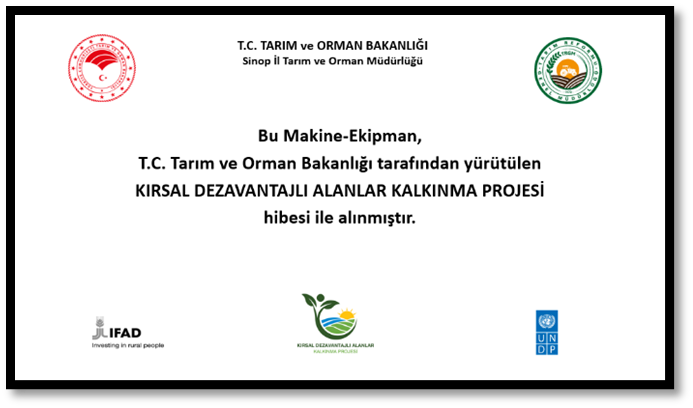 T.C. TARIM ve ORMAN BAKANLIĞI
Sinop İl Tarım ve Orman Müdürlüğü
Bu Makine-Ekipman,
T.C. Tarım ve Orman Bakanlığı tarafından yürütülen
KIRSAL DEZAVANTAJLI ALANLAR KALKINMA PROJESİ
hibesi ile alınmıştır.
IFAD
Investing in rural people
KIRSAL DEZAVANTAJLI ALANLAR
KALKINMA PROJESİ
U N
D P